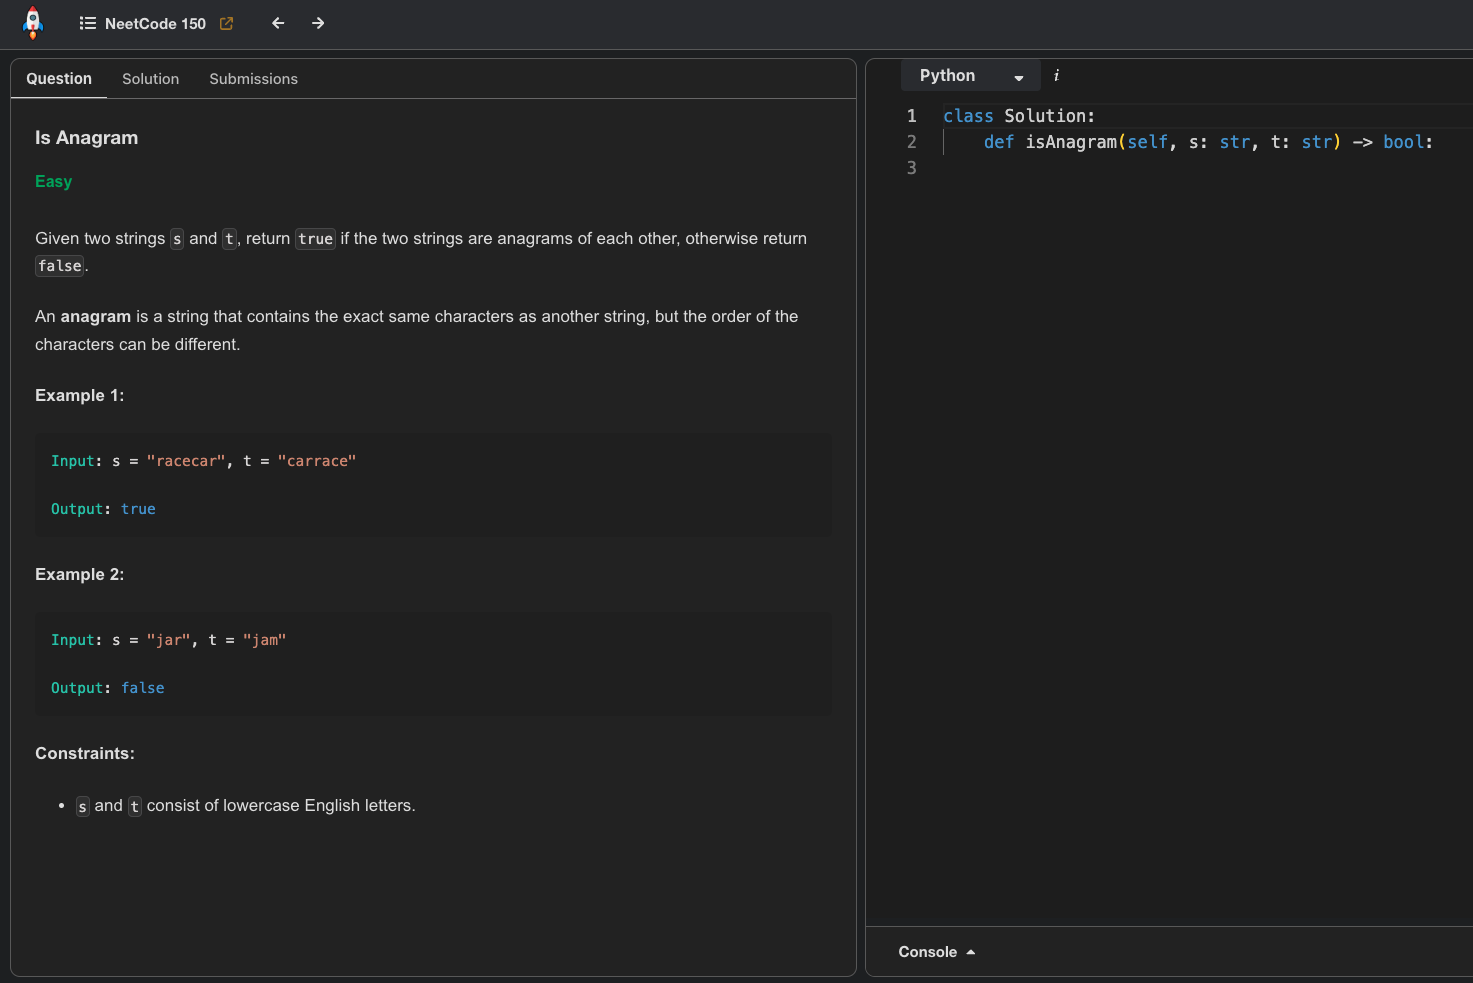 NeetCode 150
Question Solution Submissions
Is Anagram
Easy
Given two strings s and t, return true if the two strings are anagrams of each other, otherwise return
false.
An anagram is a string that contains the exact same characters as another string, but the order of the
characters can be different.
Example 1:
Input: s = "racecar", t = "carrace"
Output: true
Example 2:
Input: s = "jar", t = "jam"
Output: false
Constraints:
• s and t consist of lowercase English letters.
Python i
1 class Solution:
2     def isAnagram(self, s: str, t: str) -> bool:
3
Console